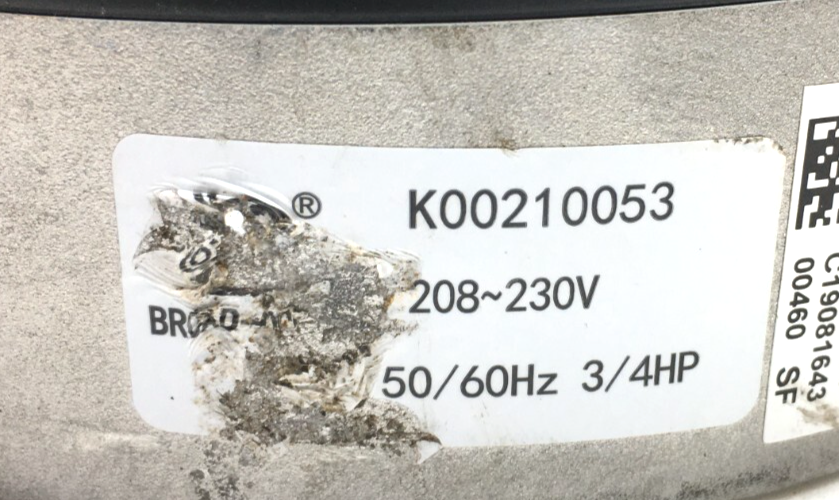 ®
K00210053
208~230V
50/60Hz 3/4HP
C19081643
00460 SF